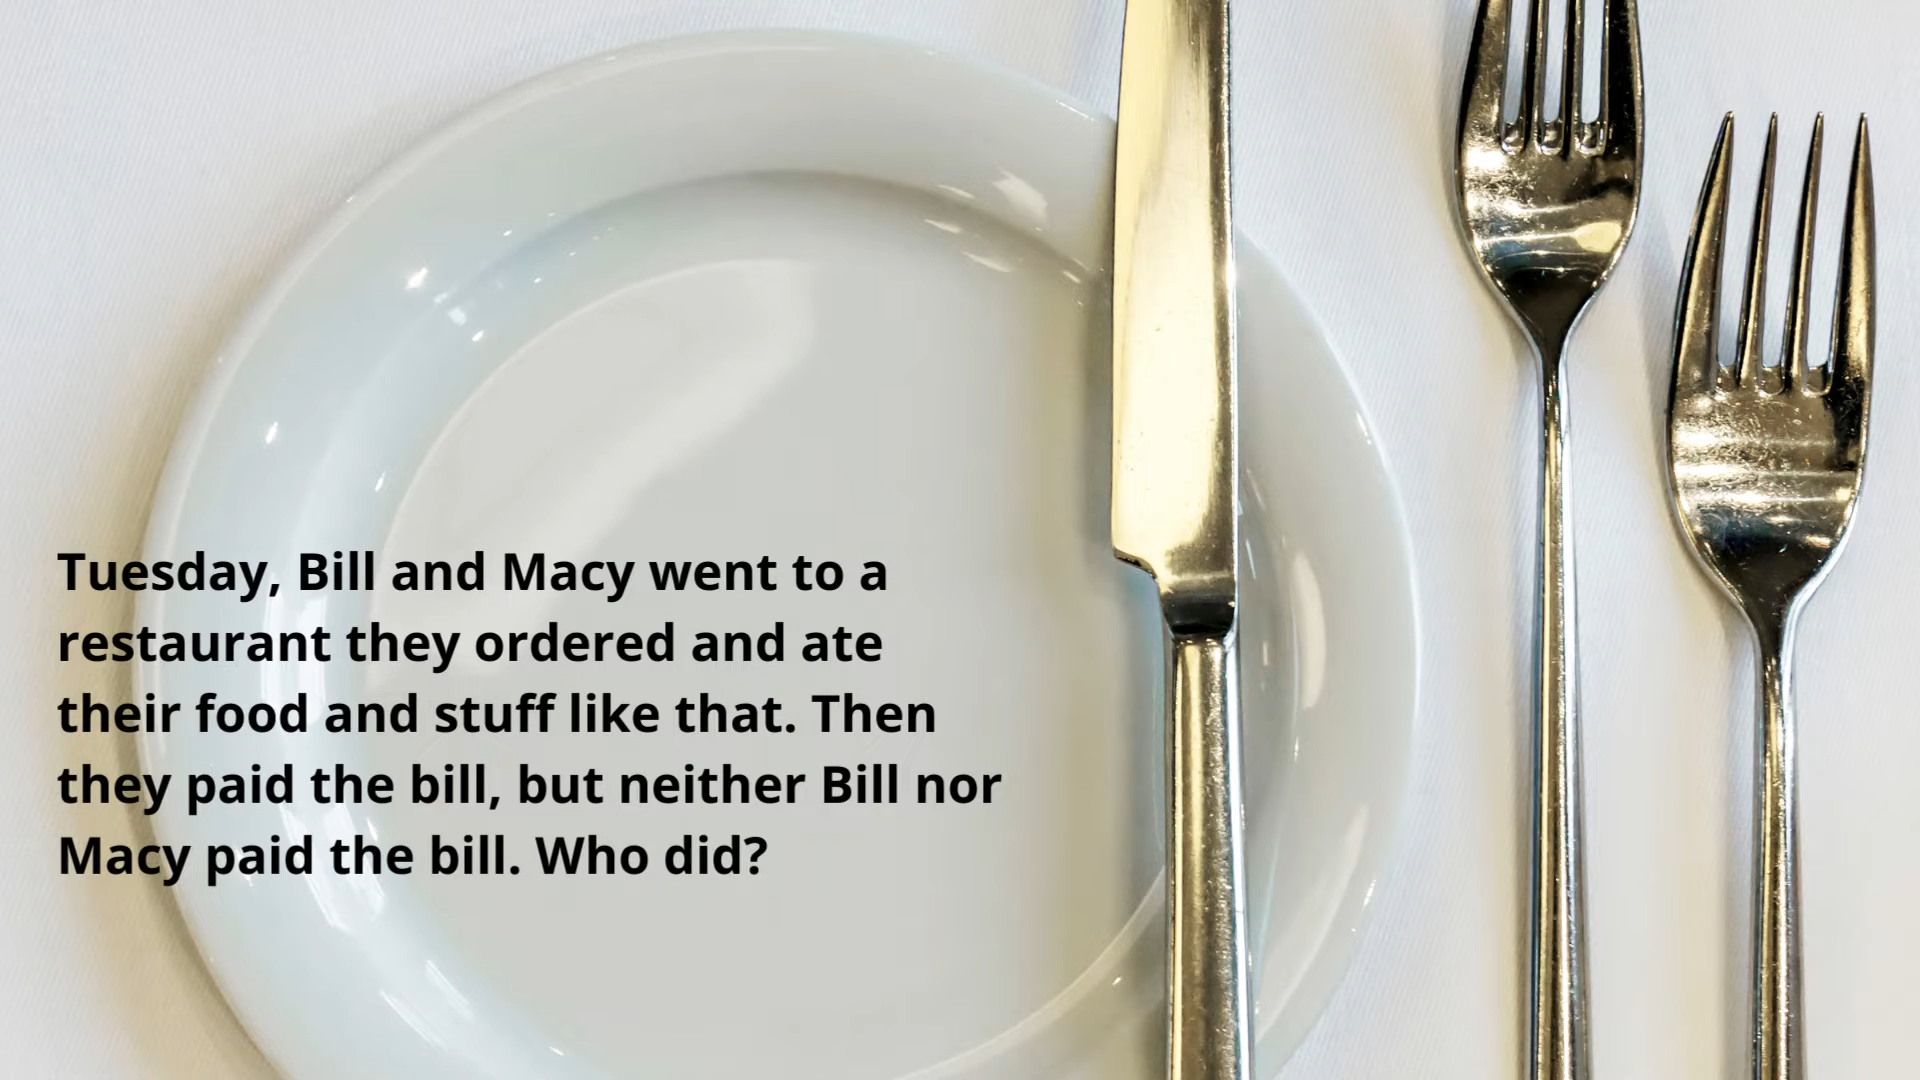 Tuesday, Bill and Macy went to a
restaurant they ordered and ate
their food and stuff like that. Then
they paid the bill, but neither Bill nor
Macy paid the bill. Who did?